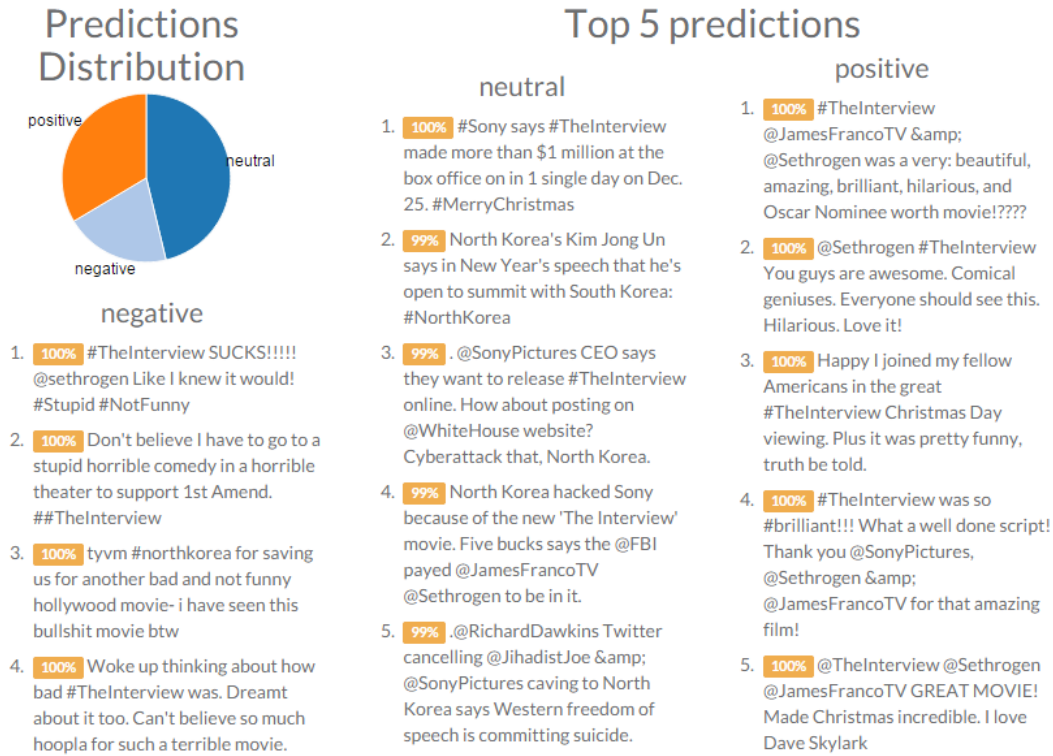 Predictions
Distribution
positive
neutral
negative
negative
1. 100% #TheInterview SUCKS!!!!!
@sethrogen Like I knew it would!
#Stupid #NotFunny
2. 100% Don't believe I have to go to a
stupid horrible comedy in a horrible
theater to support 1st Amend.
##TheInterview
3. 100% tyvm #northkorea for saving
us for another bad and not funny
hollywood movie- i have seen this
bullshit movie btw
4. 100% Woke up thinking about how
bad #TheInterview was. Dreamt
about it too. Can't believe so much
hoopla for such a terrible movie.
Top 5 predictions
neutral
1. 100% #Sony says #TheInterview
made more than $1 million at the
box office on in 1 single day on Dec.
25. #MerryChristmas
2. 99% North Korea's Kim Jong Un
says in New Year's speech that he's
open to summit with South Korea:
#NorthKorea
3. 99% . @SonyPictures CEO says
they want to release #TheInterview
online. How about posting on
@WhiteHouse website?
Cyberattack that, North Korea.
4. 99% North Korea hacked Sony
because of the new 'The Interview'
movie. Five bucks says the @FBI
payed @JamesFrancoTV
@Sethrogen to be in it.
5. 99% .@RichardDawkins Twitter
cancelling @JihadistJoe &amp;
@SonyPictures caving to North
Korea says Western freedom of
speech is committing suicide.
positive
1. 100% #TheInterview
@JamesFrancoTV &amp;
@Sethrogen was a very: beautiful,
amazing, brilliant, hilarious, and
Oscar Nominee worth movie!????
2. 100% @Sethrogen #TheInterview
You guys are awesome. Comical
geniuses. Everyone should see this.
Hilarious. Love it!
3. 100% Happy I joined my fellow
Americans in the great
#TheInterview Christmas Day
viewing. Plus it was pretty funny,
truth be told.
4. 100% #TheInterview was so
#brilliant!!! What a well done script!
Thank you @SonyPictures,
@Sethrogen &amp;
@JamesFrancoTV for that amazing
film!
5. 100% @TheInterview @Sethrogen
@JamesFrancoTV GREAT MOVIE!
Made Christmas incredible. I love
Dave Skylark